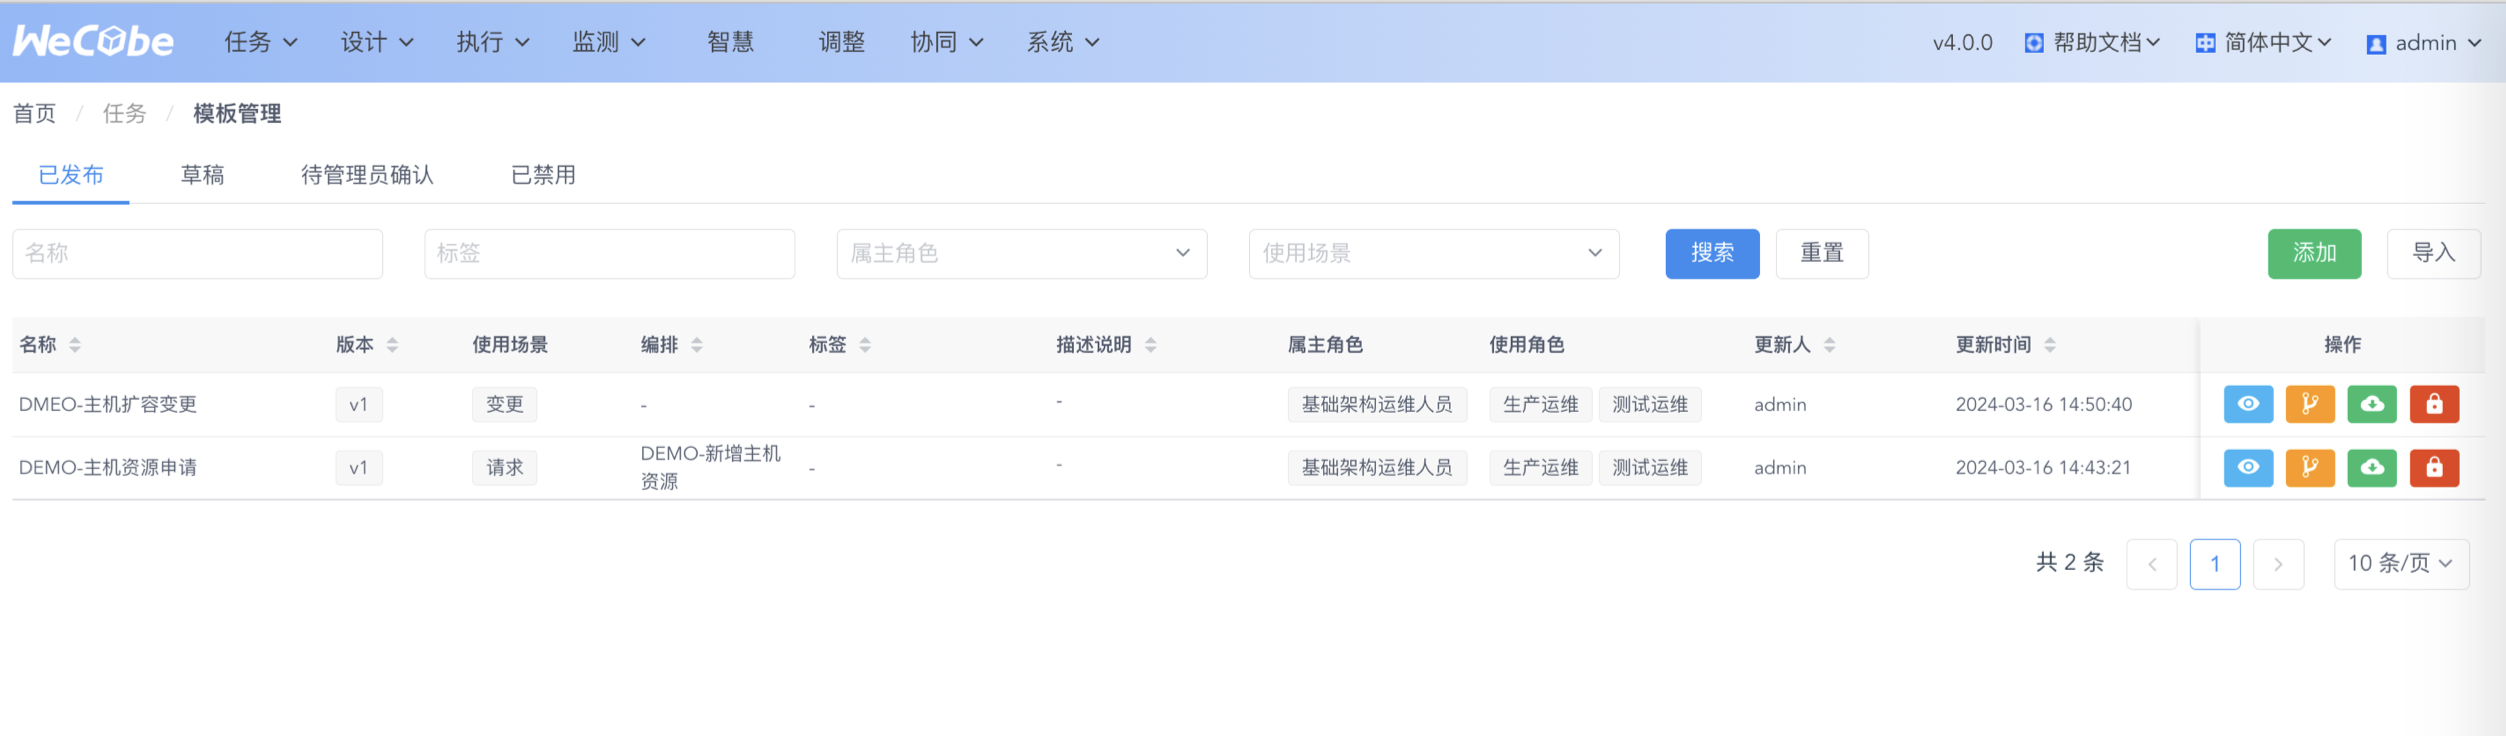 WeCube 任务 设计 执行 监测 智慧 调整 协同 系统 v4.0.0 帮助文档 中 简体中文 admin
首页 / 任务 / 模板管理
已发布 草稿 待管理员确认 已禁用
名称 标签 属主角色 使用场景 搜索 重置 添加 导入
名称 版本 使用场景 编排 标签 描述说明 属主角色 使用角色 更新人 更新时间 操作
DMEO-主机扩容变更 v1 变更 - - - 基础架构运维人员 生产运维 测试运维 admin 2024-03-16 14:50:40
DEMO-主机资源申请 v1 请求 DEMO-新增主机
资源 - - 基础架构运维人员 生产运维 测试运维 admin 2024-03-16 14:43:21
共 2 条 1 10 条/页